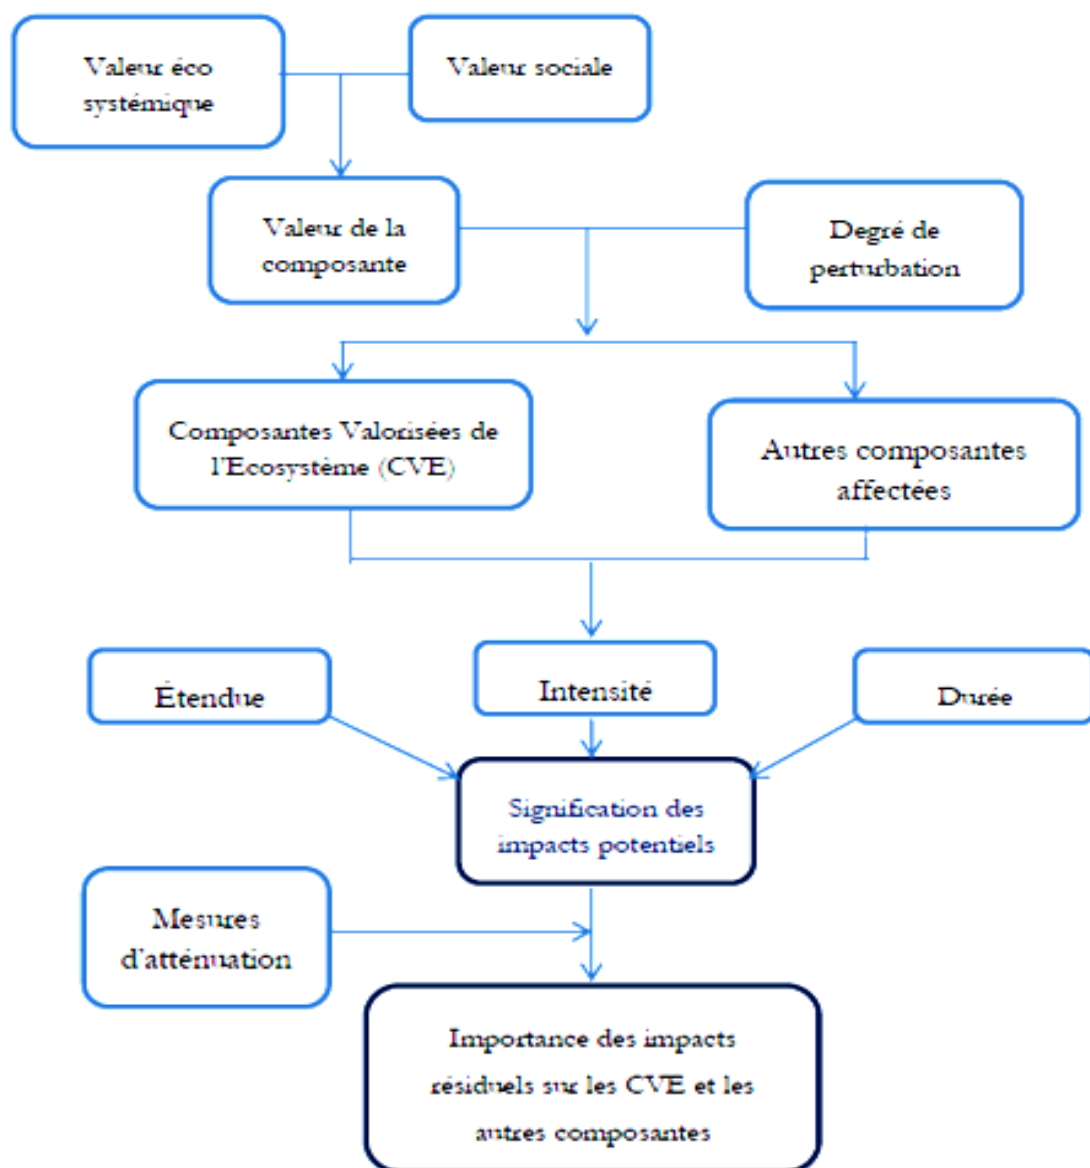 Valeur éco
systémique
Valeur sociale
Valeur de la
composante
Degré de
perturbation
Composantes Valorisées de
l'Ecosystème (CVE)
Autres composantes
affectées
Étendue
Intensité
Durée
Signification des
impacts potentiels
Mesures
d'atténuation
Importance des impacts
résiduels sur les CVE et les
autres composantes